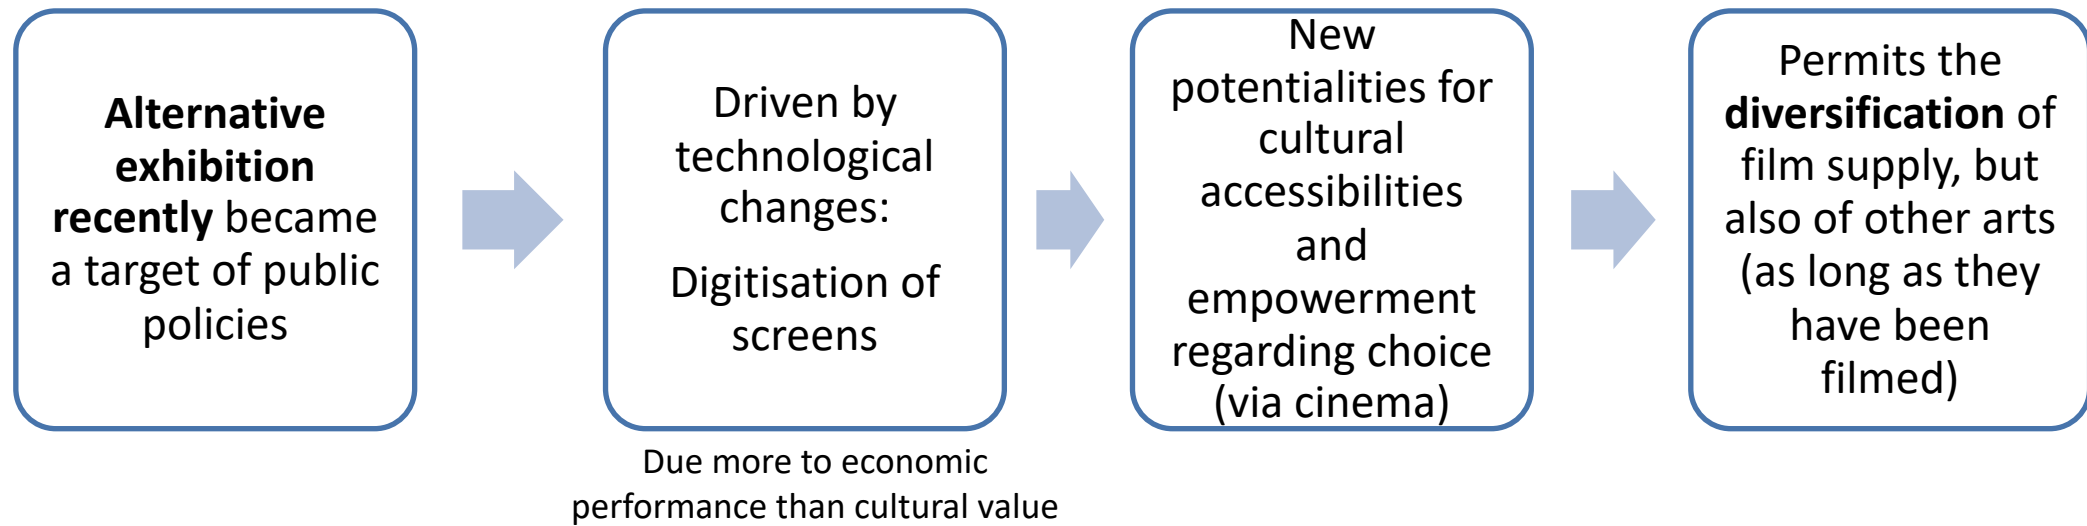 Alternative
exhibition
recently became
a target of public
policies
Driven by
technological
changes:
Digitisation of
screens
Due more to economic
performance than cultural value
New
potentialities for
cultural
accessibilities
and
empowerment
regarding choice
(via cinema)
Permits the
diversification of
film supply, but
also of other arts
(as long as they
have been
filmed)